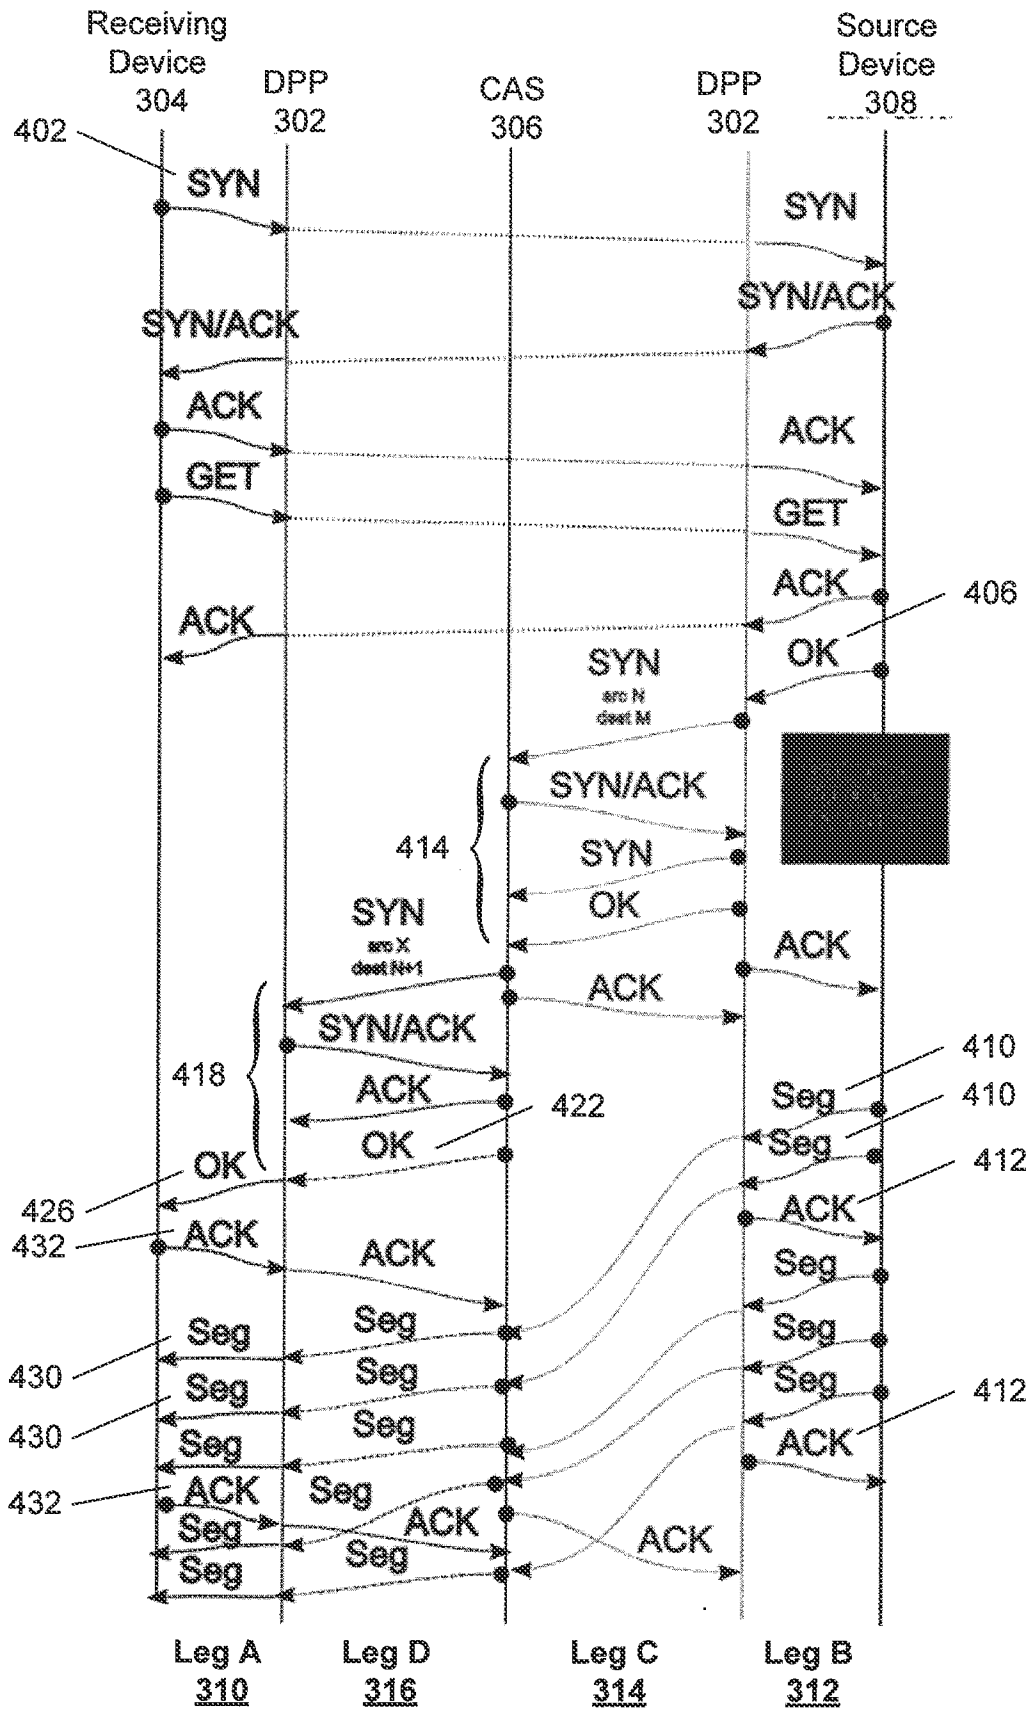 Receiving
Device
304
DPP
302
CAS
306
DPP
302
Source
Device
308
402
SYN
SYN
SYN/ACK
SYN/ACK
ACK
ACK
GET
GET
ACK
ACK
406
OK
SYN
src N
dest M
SYN/ACK
414
SYN
OK
SYN
src X
dest N+1
ACK
ACK
SYN/ACK
418
ACK
410
Seg
410
Seg
422
OK
OK
412
426
ACK
432
ACK
ACK
Seg
Seg
Seg
Seg
430
Seg
Seg
Seg
412
430
Seg
Seg
ACK
432
ACK
Seg
ACK
ACK
Seg
Seg
Seg
Leg A
310
Leg D
316
Leg C
314
Leg B
312